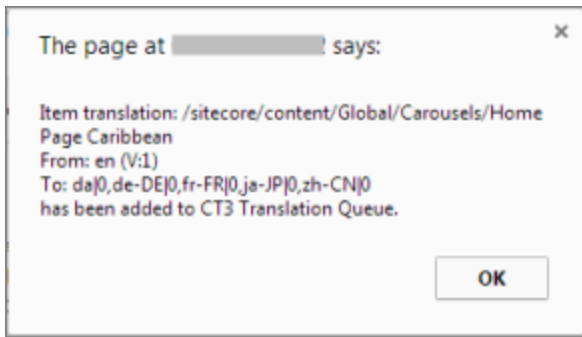 The page at says:
Item translation: /sitecore/content/Global/Carousels/Home
Page Caribbean
From: en (V:1)
To: da|0,de-DE|0,fr-FR|0,ja-JP|0,zh-CN|0
has been added to CT3 Translation Queue.
OK